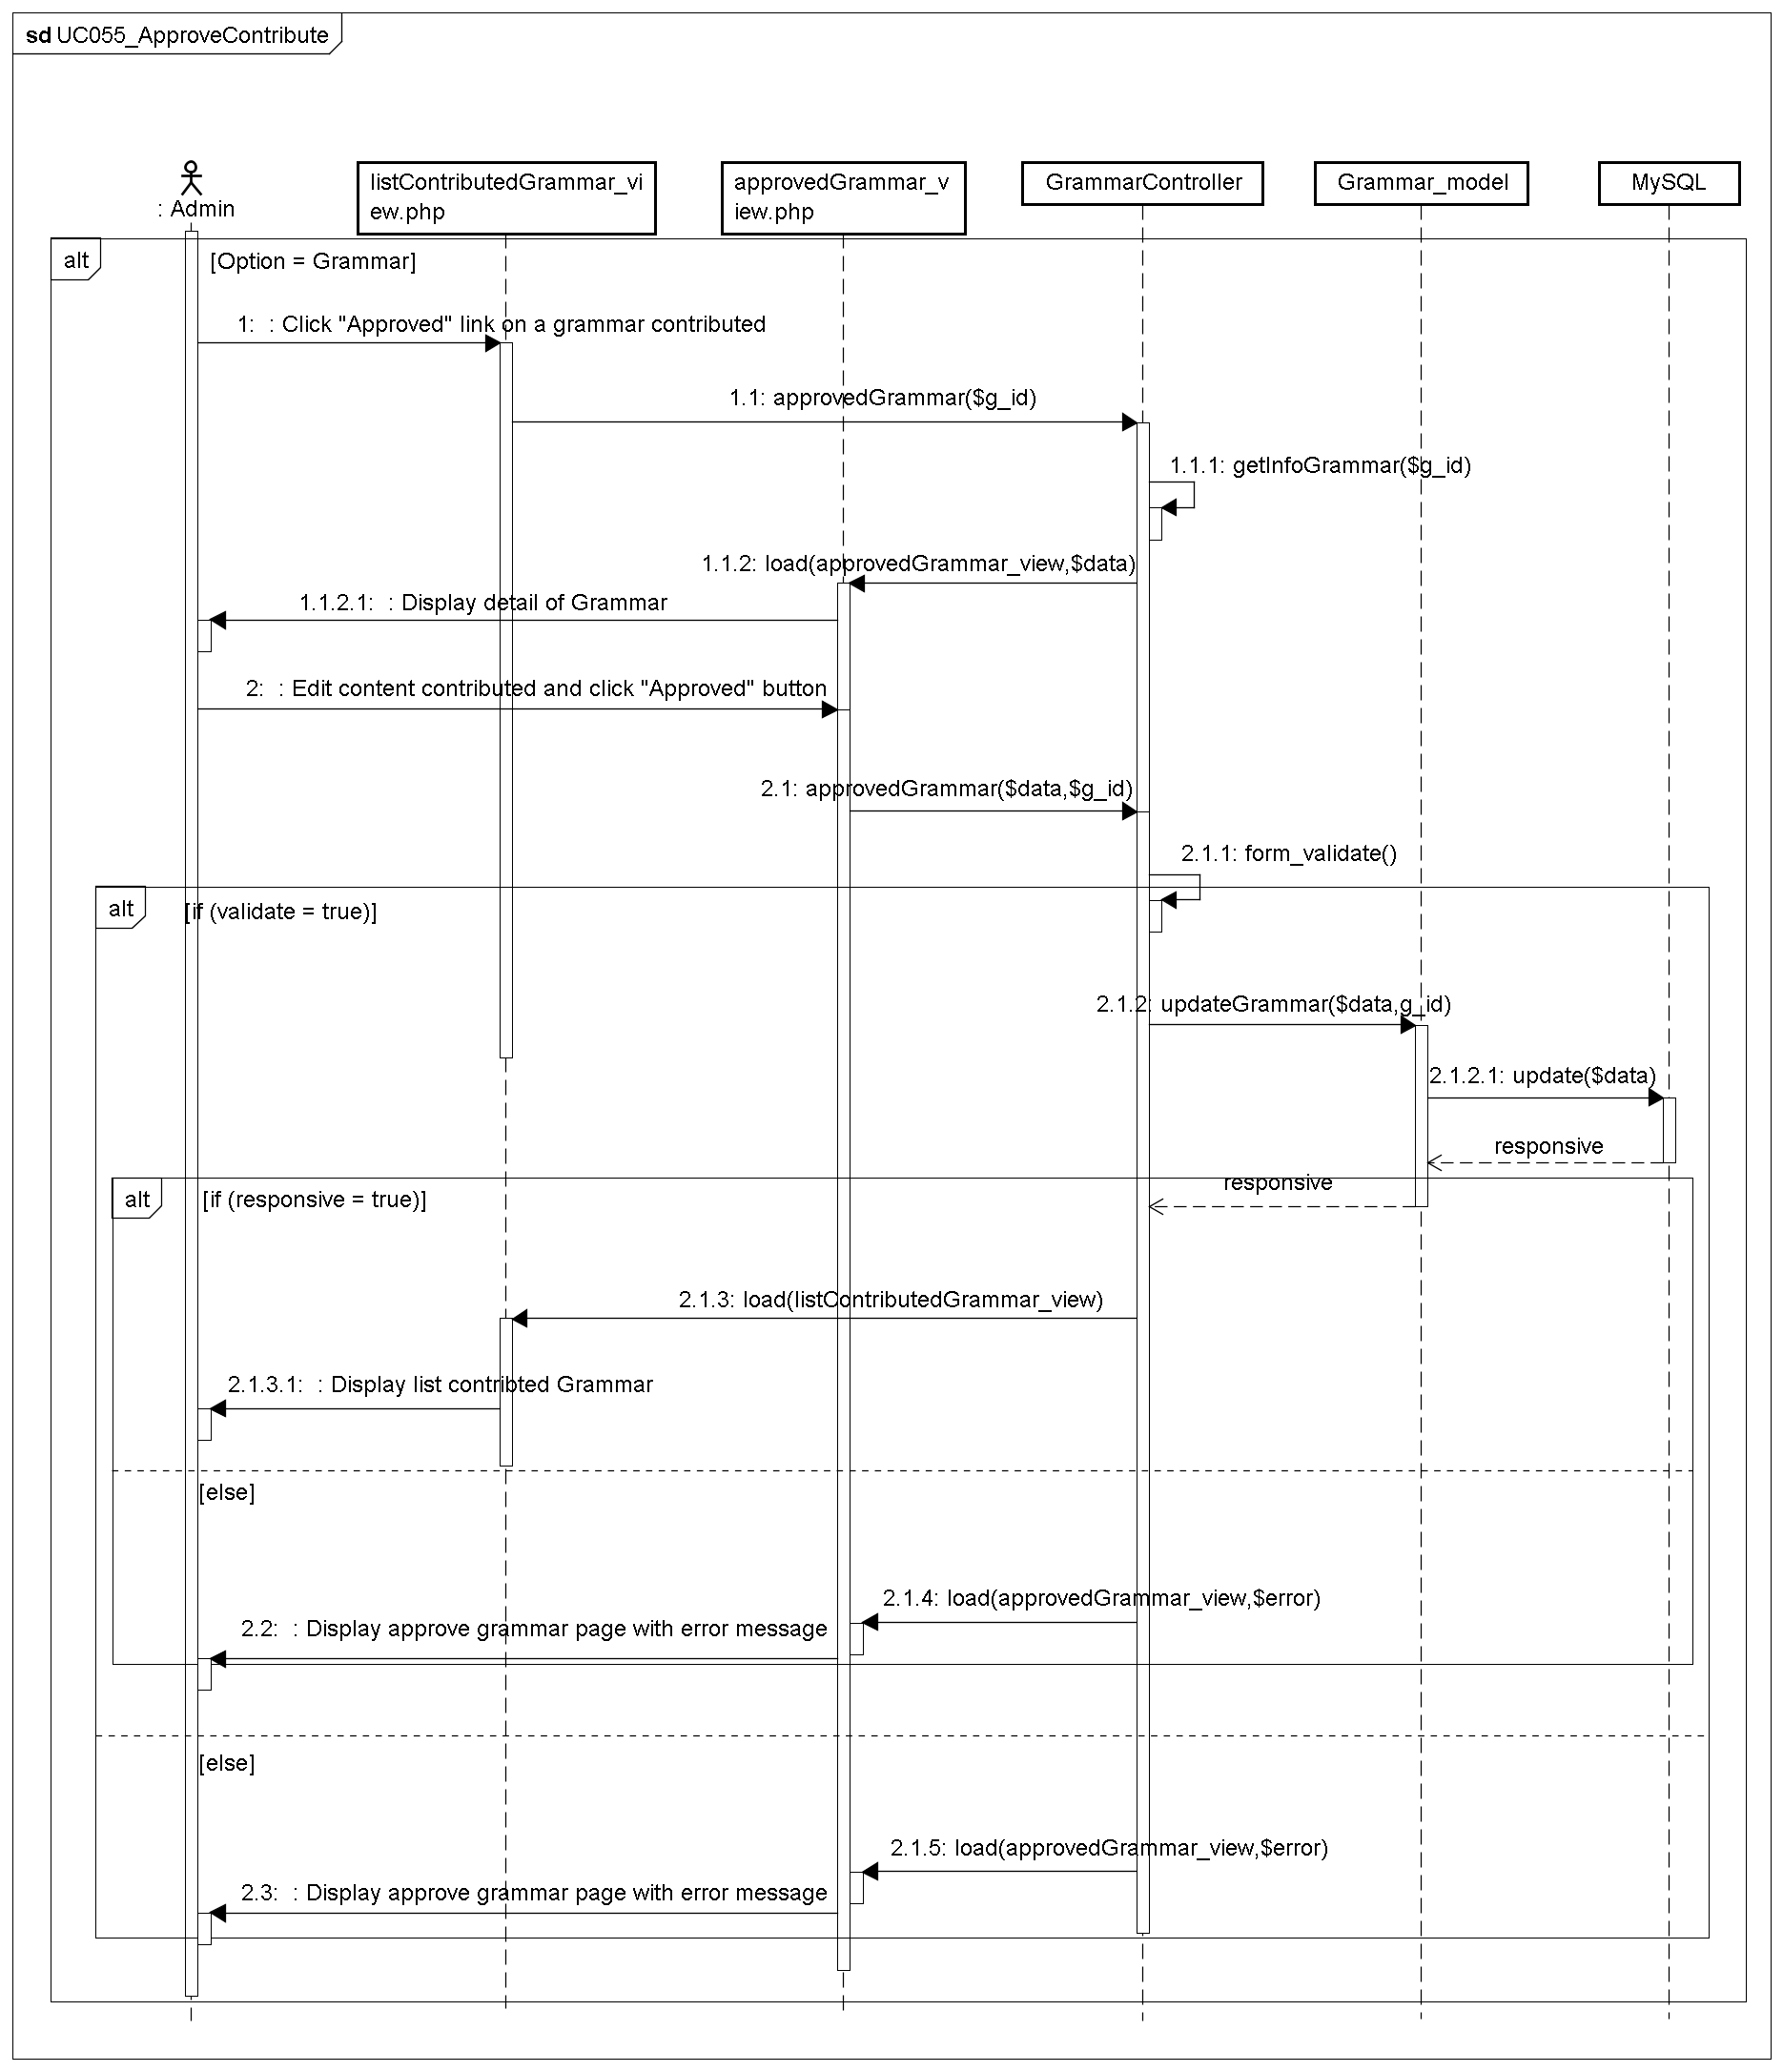 sd UC055_ApproveContribute
: Admin
listContributedGrammar_vi
ew.php
approvedGrammar_v
iew.php
GrammarController
Grammar_model
MySQL
alt
[Option = Grammar]
1:  : Click "Approved" link on a grammar contributed
1.1: approvedGrammar($g_id)
1.1.1: getInfoGrammar($g_id)
1.1.2: load(approvedGrammar_view,$data)
1.1.2.1:  : Display detail of Grammar
2:  : Edit content contributed and click "Approved" button
2.1: approvedGrammar($data,$g_id)
2.1.1: form_validate()
alt
[if (validate = true)]
2.1.2: updateGrammar($data,g_id)
2.1.2.1: update($data)
responsive
responsive
alt
[if (responsive = true)]
2.1.3: load(listContributedGrammar_view)
2.1.3.1:  : Display list contribted Grammar
[else]
2.1.4: load(approvedGrammar_view,$error)
2.2:  : Display approve grammar page with error message
[else]
2.1.5: load(approvedGrammar_view,$error)
2.3:  : Display approve grammar page with error message